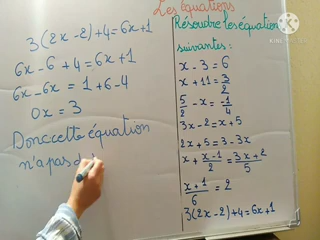 Les équations
3(2x-2)+4=6x+1
6x-6+4=6x+1
6x-6x=1+6-4
0x=3
Donc cette équation
n'a pas d
Résoudre les équation
suivantes:
x-3=6
x+11=3/2
5/2-x=-1/4
3x-2=x+5
2x+5=3-3x
x+(x-1)/2=(3x+2)/5
(x+1)/6=2
3(2x-2)+4=6x+1
KINEMASTER